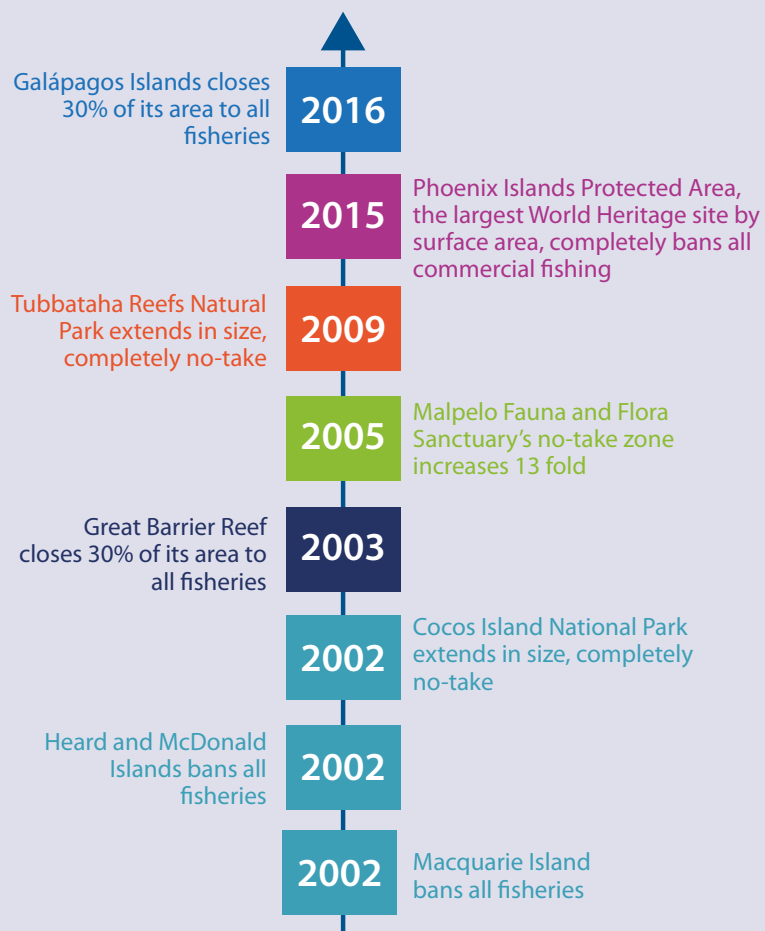 Galápagos Islands closes
30% of its area to all
fisheries
2016
2015
Phoenix Islands Protected Area,
the largest World Heritage site by
surface area, completely bans all
commercial fishing
Tubbataha Reefs Natural
Park extends in size,
completely no-take
2009
2005
Malpelo Fauna and Flora
Sanctuary’s no-take zone
increases 13 fold
Great Barrier Reef
closes 30% of its area to
all fisheries
2003
2002
Cocos Island National Park
extends in size, completely
no-take
Heard and McDonald
Islands bans all
fisheries
2002
2002
Macquarie Island
bans all fisheries